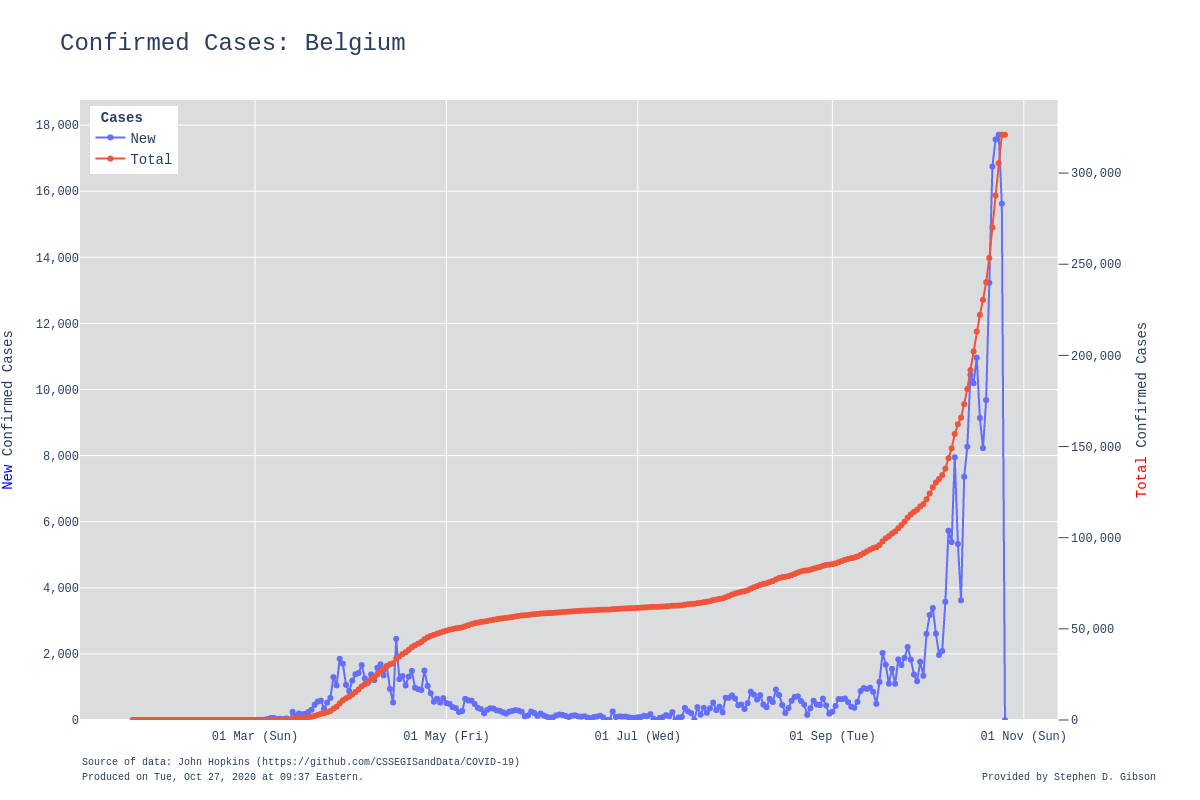 Confirmed Cases: Belgium
Cases
New
Total
18,000
16,000
14,000
12,000
10,000
8,000
6,000
4,000
2,000
0
New Confirmed Cases
300,000
250,000
200,000
150,000
100,000
50,000
0
Total Confirmed Cases
01 Mar (Sun)
01 May (Fri)
01 Jul (Wed)
01 Sep (Tue)
01 Nov (Sun)
Source of data: John Hopkins (https://github.com/CSSEGISandData/COVID-19)
Produced on Tue, Oct 27, 2020 at 09:37 Eastern.
Provided by Stephen D. Gibson